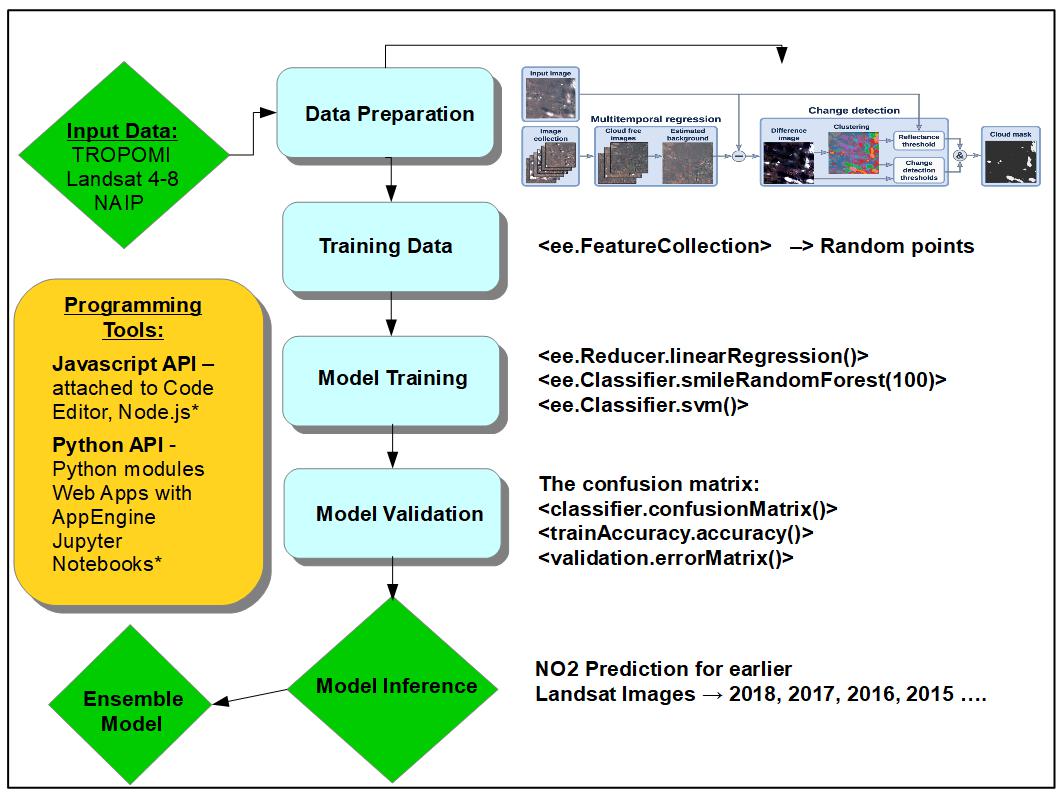 Input Data:
TROPOMI
Landsat 4-8
NAIP
Data Preparation
Input Image
Multitemporal regression
Image
collection
Cloud free
images
Estimated
background
Change detection
Difference
image
Clustering
Reflectance
threshold
Change
detection
thresholds
&
Cloud mask
Training Data
<ee.FeatureCollection>   –> Random points
Programming
Tools:
Javascript API –
attached to Code
Editor, Node.js*
Python API -
Python modules
Web Apps with
AppEngine
Jupyter
Notebooks*
Model Training
<ee.Reducer.linearRegression()>
<ee.Classifier.smileRandomForest(100)>
<ee.Classifier.svm()>
Model Validation
The confusion matrix:
<classifier.confusionMatrix()>
<trainAccuracy.accuracy()>
<validation.errorMatrix()>
Model Inference
NO2 Prediction for earlier
Landsat Images → 2018, 2017, 2016, 2015 ….
Ensemble
Model